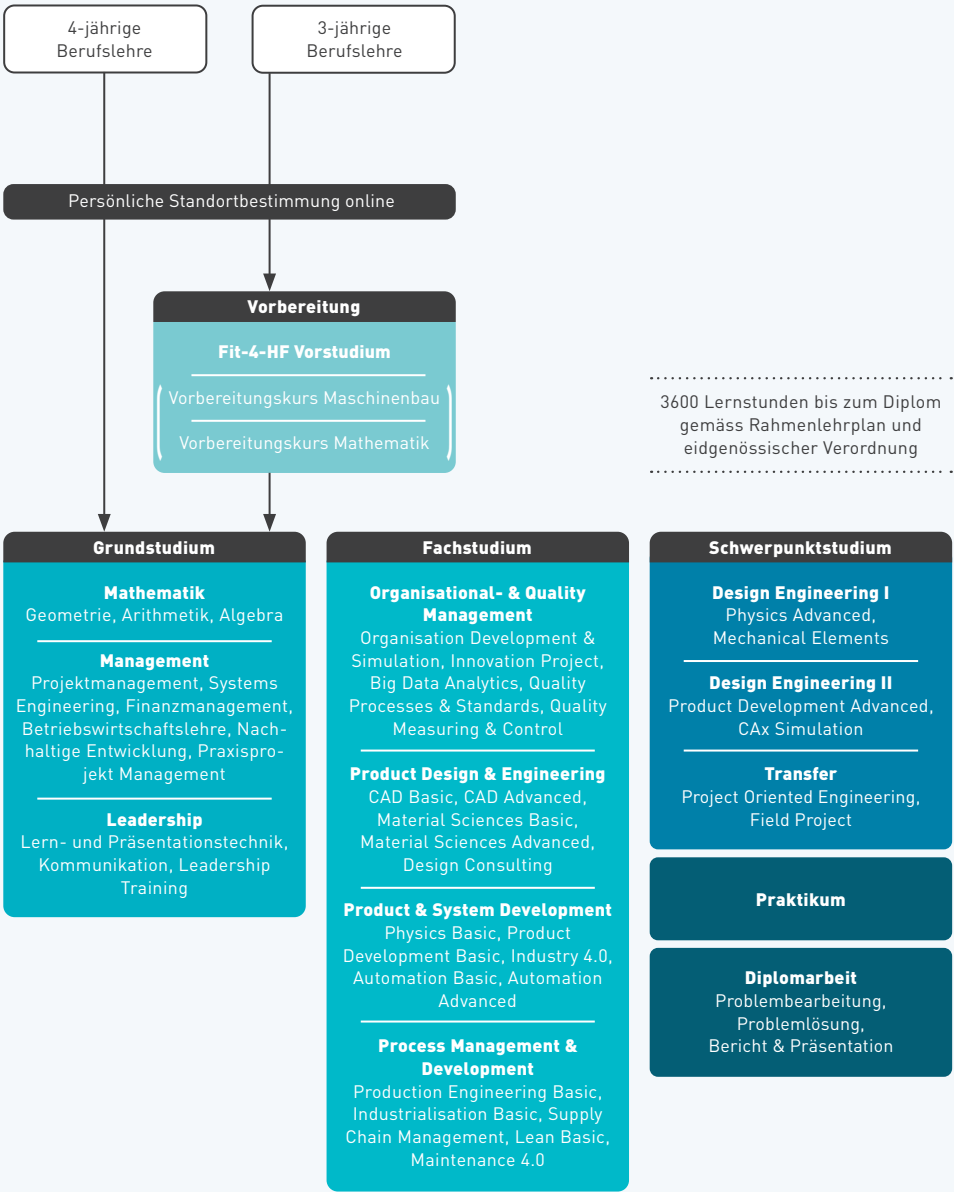 4-jährige
Berufslehre
3-jährige
Berufslehre
Persönliche Standortbestimmung online
Vorbereitung
Fit-4-HF Vorstudium
Vorbereitungskurs Maschinenbau
Vorbereitungskurs Mathematik
3600 Lernstunden bis zum Diplom
gemäss Rahmenlehrplan und
eidgenössischer Verordnung
Grundstudium
Mathematik
Geometrie, Arithmetik, Algebra
Management
Projektmanagement, Systems
Engineering, Finanzmanagement,
Betriebswirtschaftslehre, Nach-
haltige Entwicklung, Praxispro-
jekt Management
Leadership
Lern- und Präsentationstechnik,
Kommunikation, Leadership
Training
Fachstudium
Organisational- & Quality
Management
Organisation Development &
Simulation, Innovation Project,
Big Data Analytics, Quality
Processes & Standards, Quality
Measuring & Control
Product Design & Engineering
CAD Basic, CAD Advanced,
Material Sciences Basic,
Material Sciences Advanced,
Design Consulting
Product & System Development
Physics Basic, Product
Development Basic, Industry 4.0,
Automation Basic, Automation
Advanced
Process Management &
Development
Production Engineering Basic,
Industrialisation Basic, Supply
Chain Management, Lean Basic,
Maintenance 4.0
Schwerpunktstudium
Design Engineering I
Physics Advanced,
Mechanical Elements
Design Engineering II
Product Development Advanced,
CAx Simulation
Transfer
Project Oriented Engineering,
Field Project
Praktikum
Diplomarbeit
Problembearbeitung,
Problemlösung,
Bericht & Präsentation